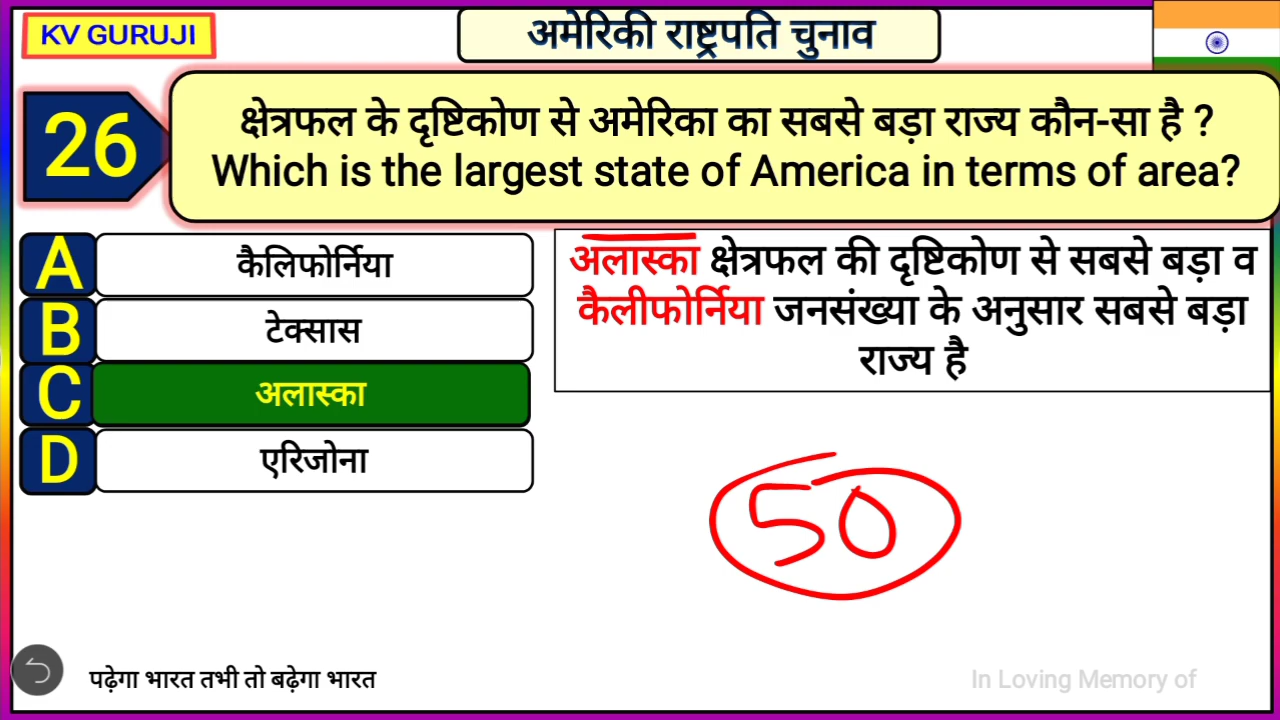 KV GURUJI
अमेरिकी राष्ट्रपति चुनाव
26
क्षेत्रफल के दृष्टिकोण से अमेरिका का सबसे बड़ा राज्य कौन-सा है ?
Which is the largest state of America in terms of area?
A
कैलिफोर्निया
B
टेक्सास
C
अलास्का
D
एरिजोना
अलास्का क्षेत्रफल की दृष्टिकोण से सबसे बड़ा व
कैलीफोर्निया जनसंख्या के अनुसार सबसे बड़ा
राज्य है
50
पढ़ेगा भारत तभी तो बढ़ेगा भारत
In Loving Memory of